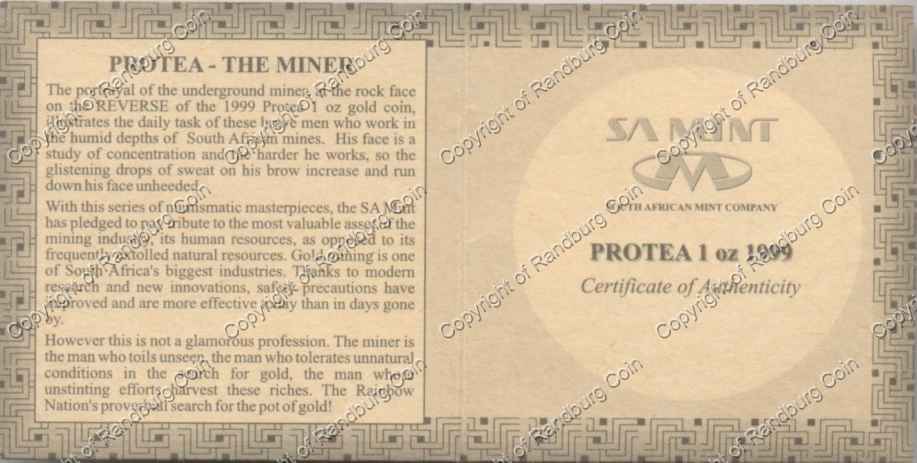 PROTEA - THE MINER
The portrayal of the underground miner, at the rock face
on the REVERSE of the 1999 Protea 1 oz gold coin,
illustrates the daily task of these brave men who work in
the humid depths of South African mines. His face is a
study of concentration and the harder he works, so the
glistening drops of sweat on his brow increase and run
down his face unheeded.
With this series of numismatic masterpieces, the SA Mint
has pledged to pay tribute to the most valuable asset of the
mining industry, its human resources, as opposed to its
frequently extolled natural resources. Gold mining is one
of South Africa's biggest industries. Thanks to modern
research and new innovations, safety precautions have
improved and are more effective today than in days gone
by.
However this is not a glamorous profession. The miner is
the man who toils unseen, the man who tolerates unnatural
conditions in the search for gold, the man whose
unstinting efforts harvest these riches. The Rainbow
Nation's proverbial search for the pot of gold!
SA MINT
SOUTH AFRICAN MINT COMPANY
PROTEA 1 oz 1999
Certificate of Authenticity
Copyright of Randburg Coin